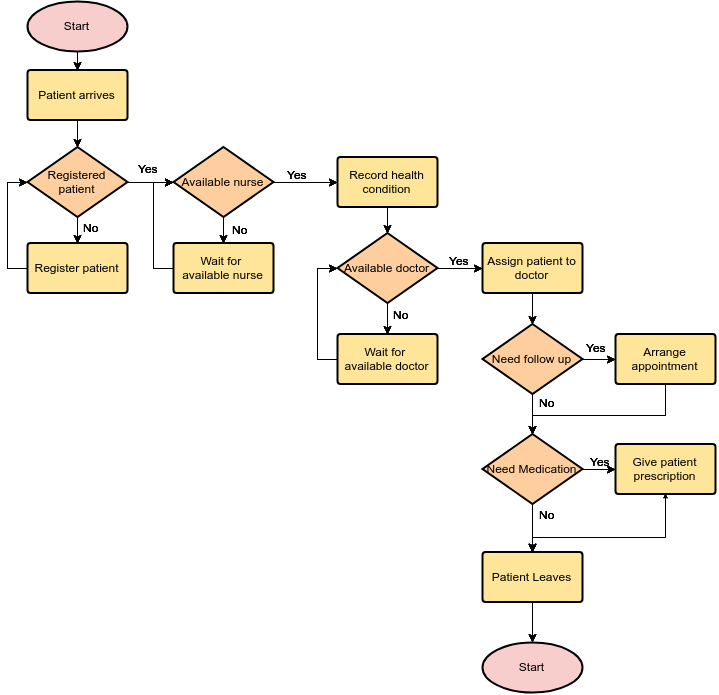 Start
Patient arrives
Registered
patient
Yes
No
Register patient
Available nurse
Yes
No
Wait for
available nurse
Record health
condition
Available doctor
Yes
No
Wait for
available doctor
Assign patient to
doctor
Need follow up
Yes
No
Arrange
appointment
Need Medication
Yes
No
Give patient
prescription
Patient Leaves
Start